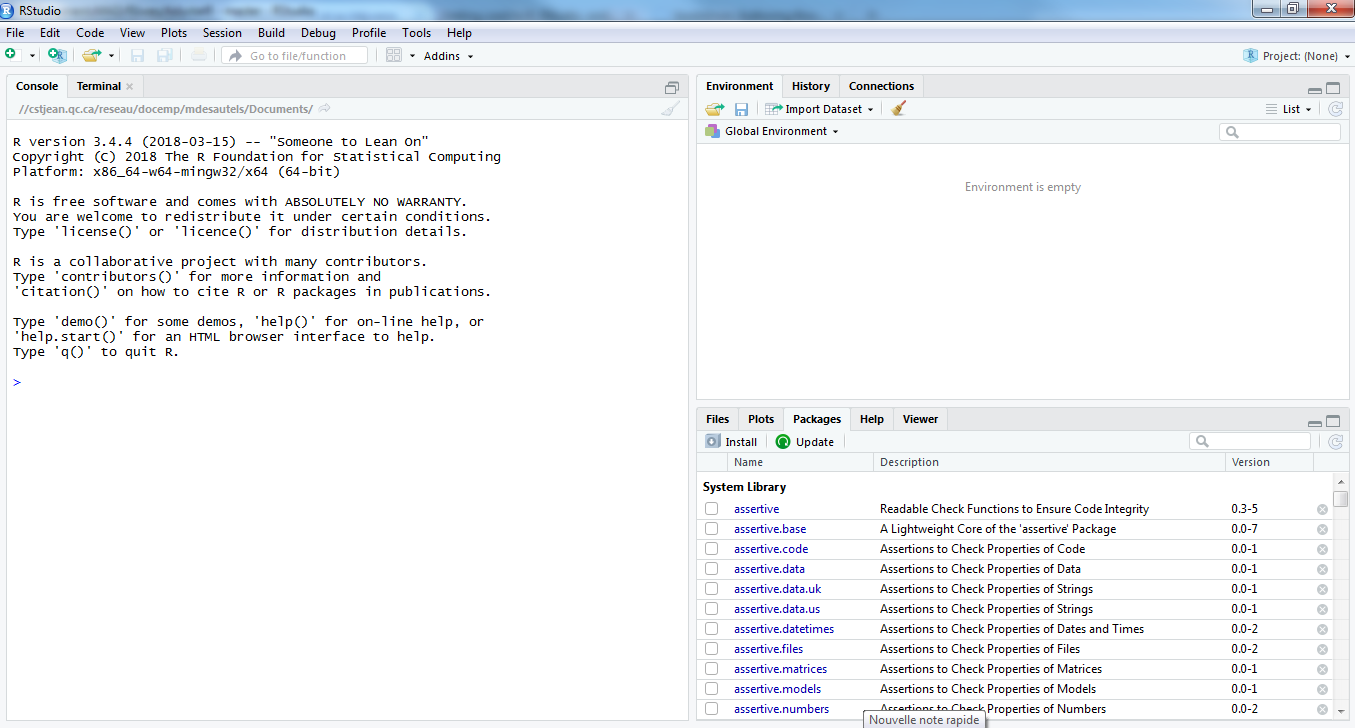 RStudio
File Edit Code View Plots Session Build Debug Profile Tools Help
Go to file/function Addins Project: (None)
Console Terminal
//cstjean.qc.ca/reseau/docemp/mdesautels/Documents/
R version 3.4.4 (2018-03-15) -- "Someone to Lean On"
Copyright (C) 2018 The R Foundation for Statistical Computing
Platform: x86_64-w64-mingw32/x64 (64-bit)
R is free software and comes with ABSOLUTELY NO WARRANTY.
You are welcome to redistribute it under certain conditions.
Type 'license()' or 'licence()' for distribution details.
R is a collaborative project with many contributors.
Type 'contributors()' for more information and
'citation()' on how to cite R or R packages in publications.
Type 'demo()' for some demos, 'help()' for on-line help, or
'help.start()' for an HTML browser interface to help.
Type 'q()' to quit R.
>
Environment History Connections
Import Dataset List
Global Environment
Environment is empty
Files Plots Packages Help Viewer
Install Update
Name Description Version
System Library
assertive Readable Check Functions to Ensure Code Integrity 0.3-5
assertive.base A Lightweight Core of the 'assertive' Package 0.0-7
assertive.code Assertions to Check Properties of Code 0.0-1
assertive.data Assertions to Check Properties of Data 0.0-1
assertive.data.uk Assertions to Check Properties of Strings 0.0-1
assertive.data.us Assertions to Check Properties of Strings 0.0-1
assertive.datetimes Assertions to Check Properties of Dates and Times 0.0-2
assertive.files Assertions to Check Properties of Files 0.0-2
assertive.matrices Assertions to Check Properties of Matrices 0.0-1
assertive.models Assertions to Check Properties of Models 0.0-1
assertive.numbers Assertions to Check Properties of Numbers 0.0-2
Nouvelle note rapide